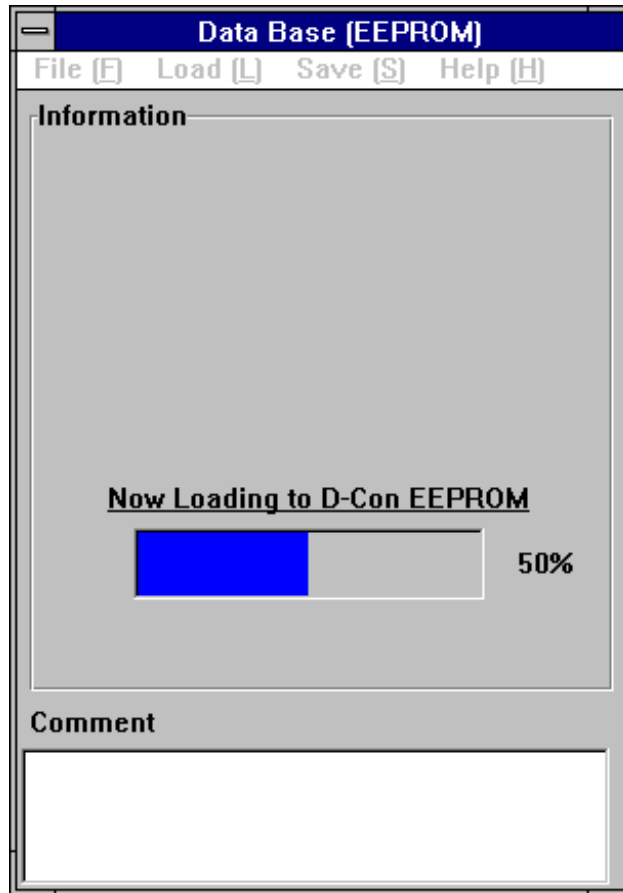 Data Base (EEPROM)
File (F) Load (L) Save (S) Help (H)
Information
Now Loading to D-Con EEPROM
50%
Comment